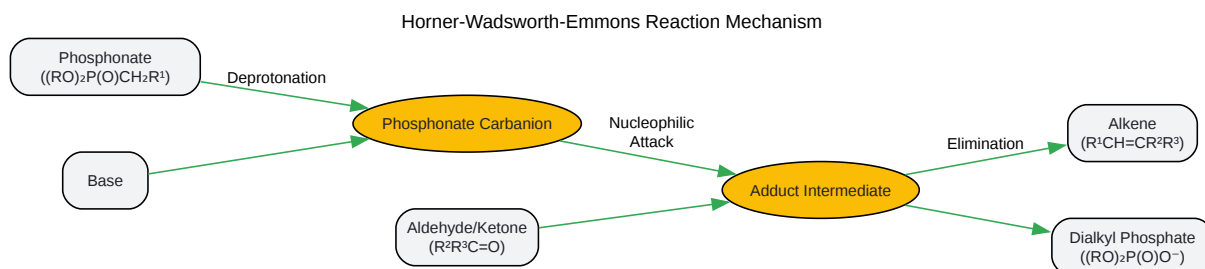 Horner-Wadsworth-Emmons Reaction Mechanism
Phosphonate
((RO)₂P(O)CH₂R¹)
Deprotonation
Base
Phosphonate Carbanion
Nucleophilic
Attack
Aldehyde/Ketone
(R²R³C=O)
Adduct Intermediate
Elimination
Alkene
(R¹CH=CR²R³)
Dialkyl Phosphate
((RO)₂P(O)O⁻)